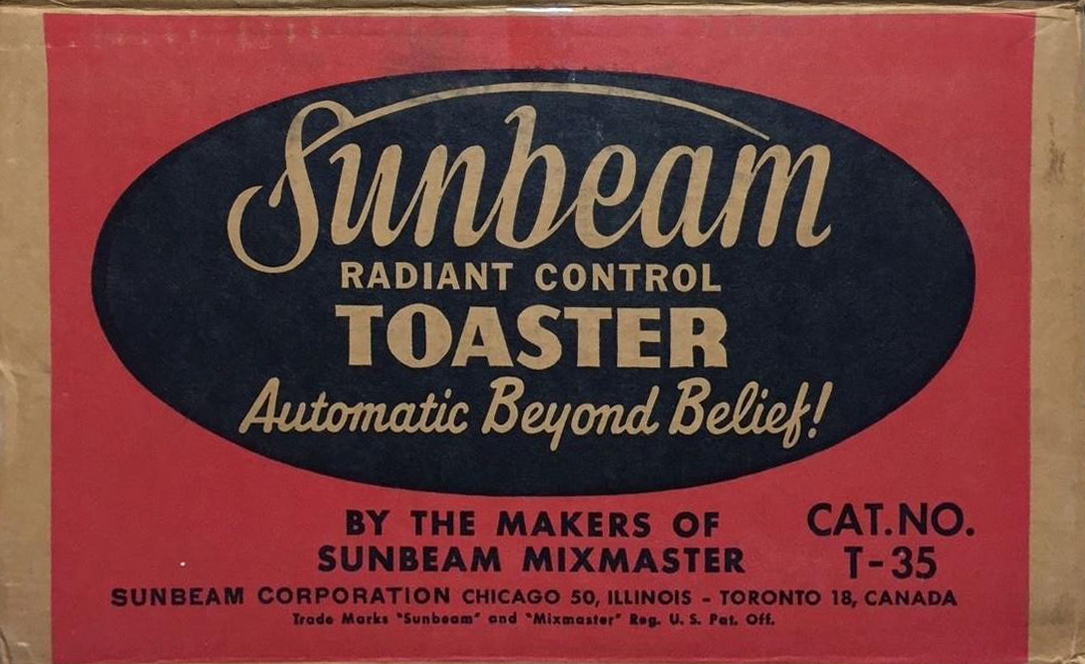 Sunbeam
RADIANT CONTROL
TOASTER
Automatic Beyond Belief!
BY THE MAKERS OF
SUNBEAM MIXMASTER
CAT.NO.
T-35
SUNBEAM CORPORATION CHICAGO 50, ILLINOIS - TORONTO 18, CANADA
Trade Marks "Sunbeam" and "Mixmaster" Reg. U. S. Pat. Off.